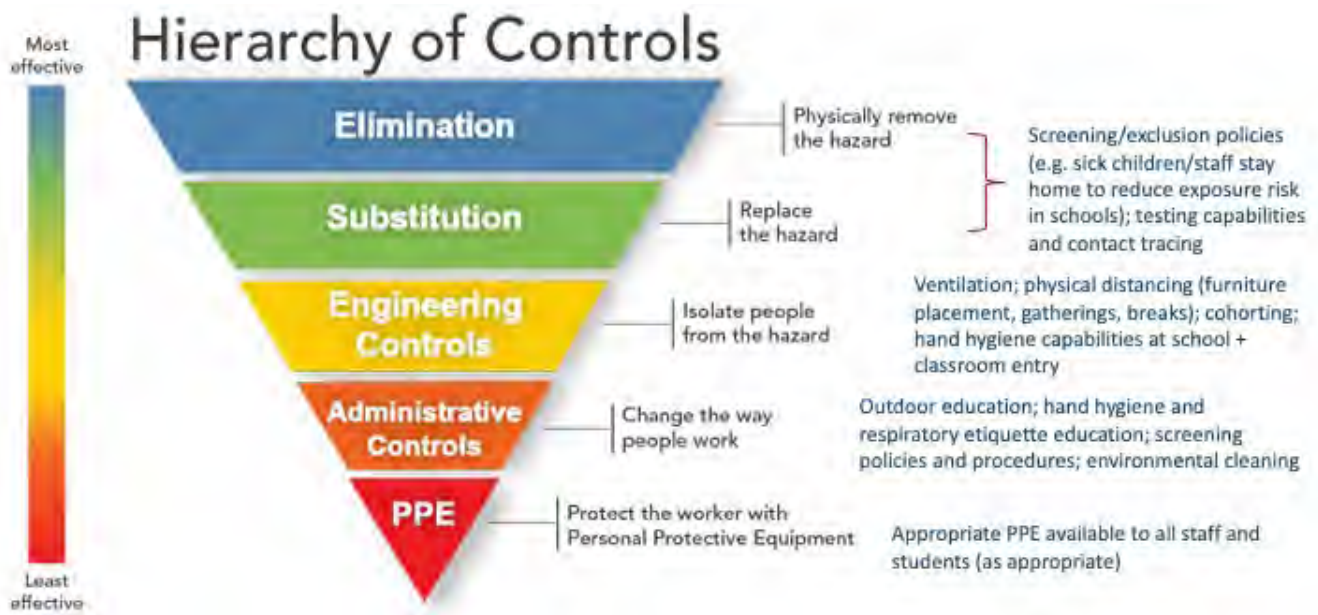 Hierarchy of Controls
Most
effective
Elimination
Physically remove
the hazard
Screening/exclusion policies
(e.g. sick children/staff stay
home to reduce exposure risk
in schools); testing capabilities
and contact tracing
Substitution
Replace
the hazard
Engineering
Controls
Isolate people
from the hazard
Ventilation; physical distancing (furniture
placement, gatherings, breaks); cohorting;
hand hygiene capabilities at school +
classroom entry
Administrative
Controls
Change the way
people work
Outdoor education; hand hygiene and
respiratory etiquette education; screening
policies and procedures; environmental cleaning
PPE
Protect the worker with
Personal Protective Equipment
Appropriate PPE available to all staff and
students (as appropriate)
Least
effective